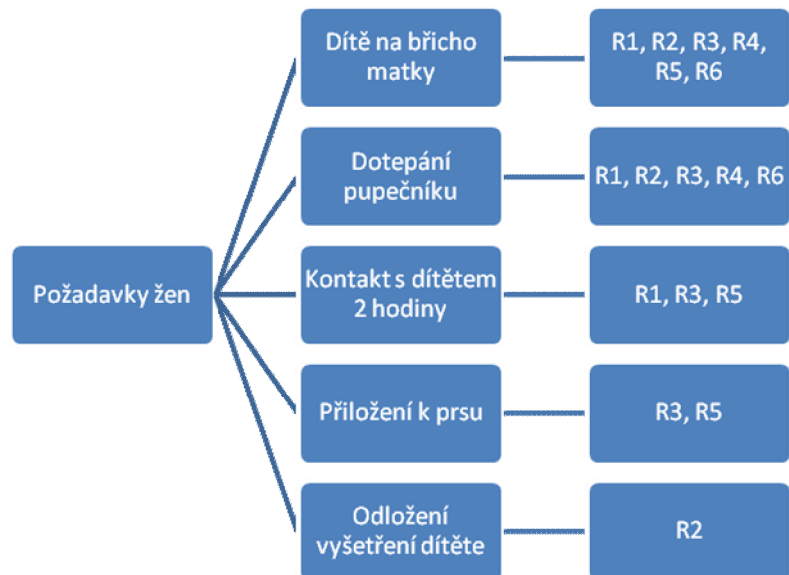 Požadavky žen
Dítě na břicho
matky
R1, R2, R3, R4,
R5, R6
Dotepání
pupečníku
R1, R2, R3, R4, R6
Kontakt s dítětem
2 hodiny
R1, R3, R5
Přiložení k prsu
R3, R5
Odložení
vyšetření dítěte
R2